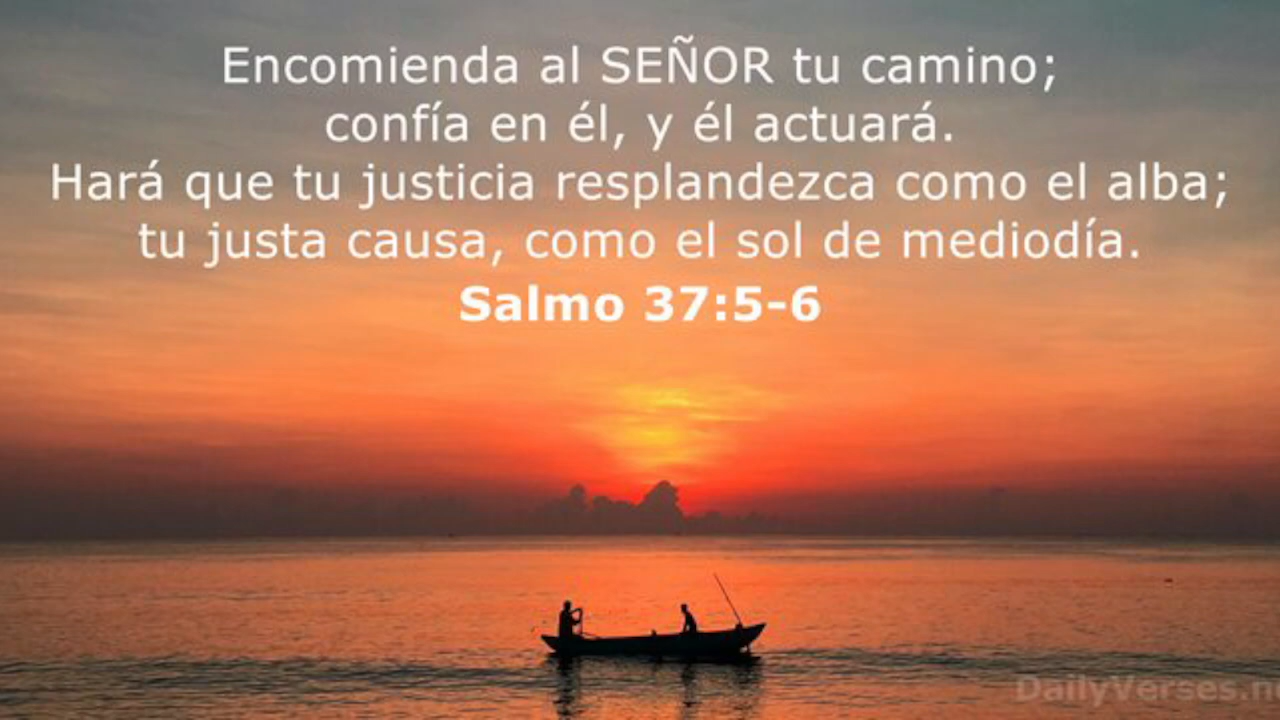 Encomienda al SEÑOR tu camino;
confía en él, y él actuará.
Hará que tu justicia resplandezca como el alba;
tu justa causa, como el sol de mediodía.
Salmo 37:5-6
DailyVerses.n